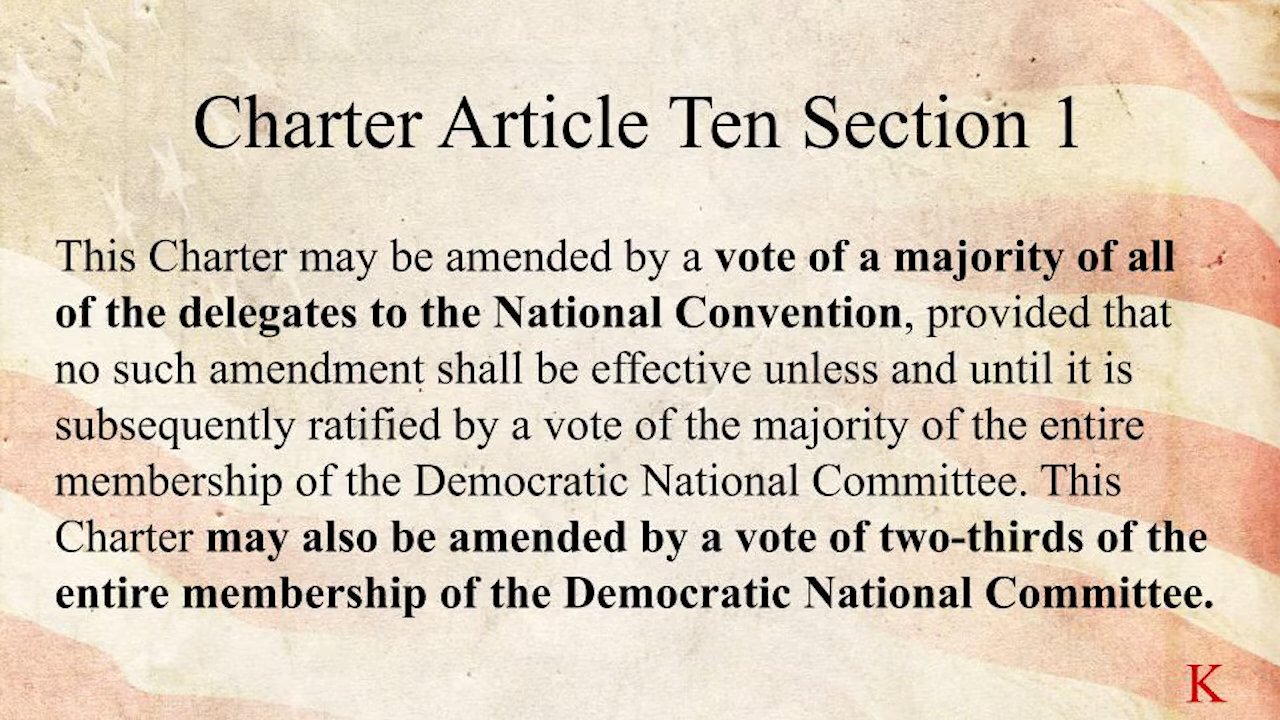 Charter Article Ten Section 1
This Charter may be amended by a vote of a majority of all
of the delegates to the National Convention, provided that
no such amendment shall be effective unless and until it is
subsequently ratified by a vote of the majority of the entire
membership of the Democratic National Committee. This
Charter may also be amended by a vote of two-thirds of the
entire membership of the Democratic National Committee.
K